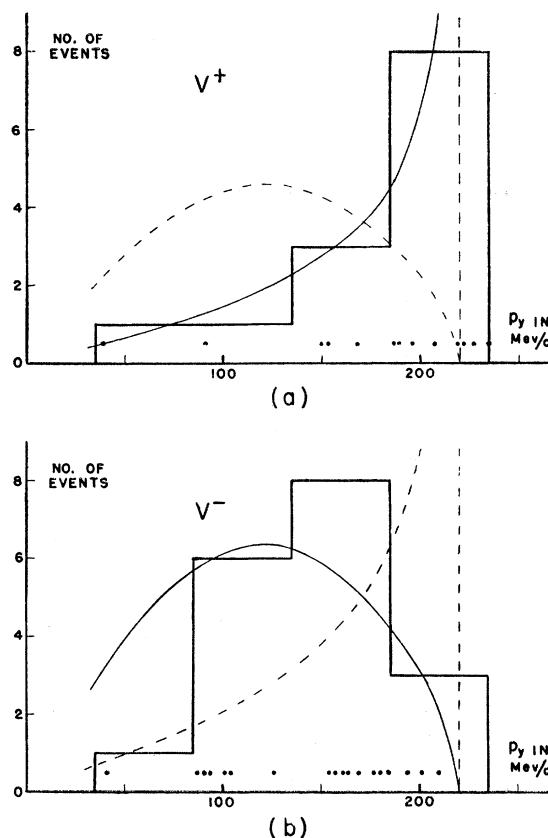 NO. OF
EVENTS
V+
8
6
4
2
0
100
200
Py IN
Mev/c
(a)
NO. OF
EVENTS
V−
8
6
4
2
0
100
200
Py IN
Mev/c
(b)